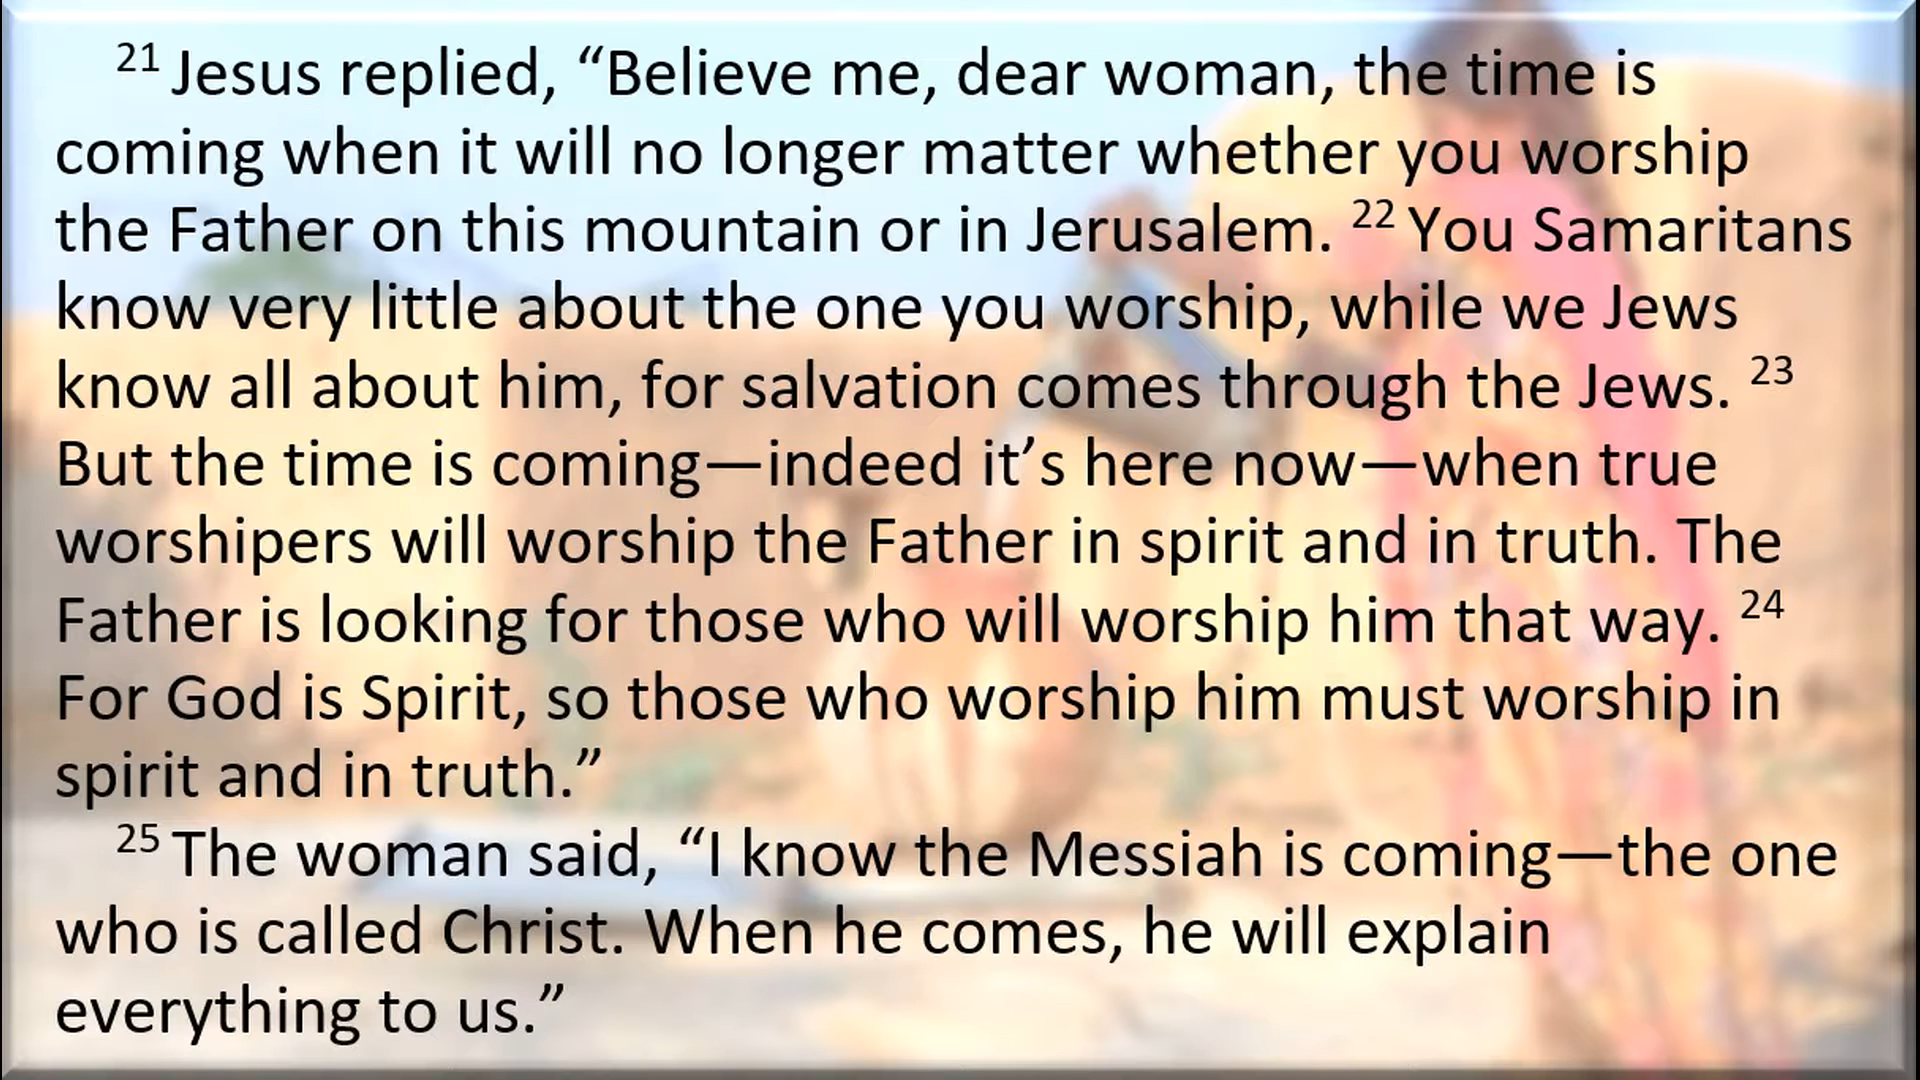 21 Jesus replied, “Believe me, dear woman, the time is
coming when it will no longer matter whether you worship
the Father on this mountain or in Jerusalem. 22 You Samaritans
know very little about the one you worship, while we Jews
know all about him, for salvation comes through the Jews. 23
But the time is coming—indeed it’s here now—when true
worshipers will worship the Father in spirit and in truth. The
Father is looking for those who will worship him that way. 24
For God is Spirit, so those who worship him must worship in
spirit and in truth.”
25 The woman said, “I know the Messiah is coming—the one
who is called Christ. When he comes, he will explain
everything to us.”